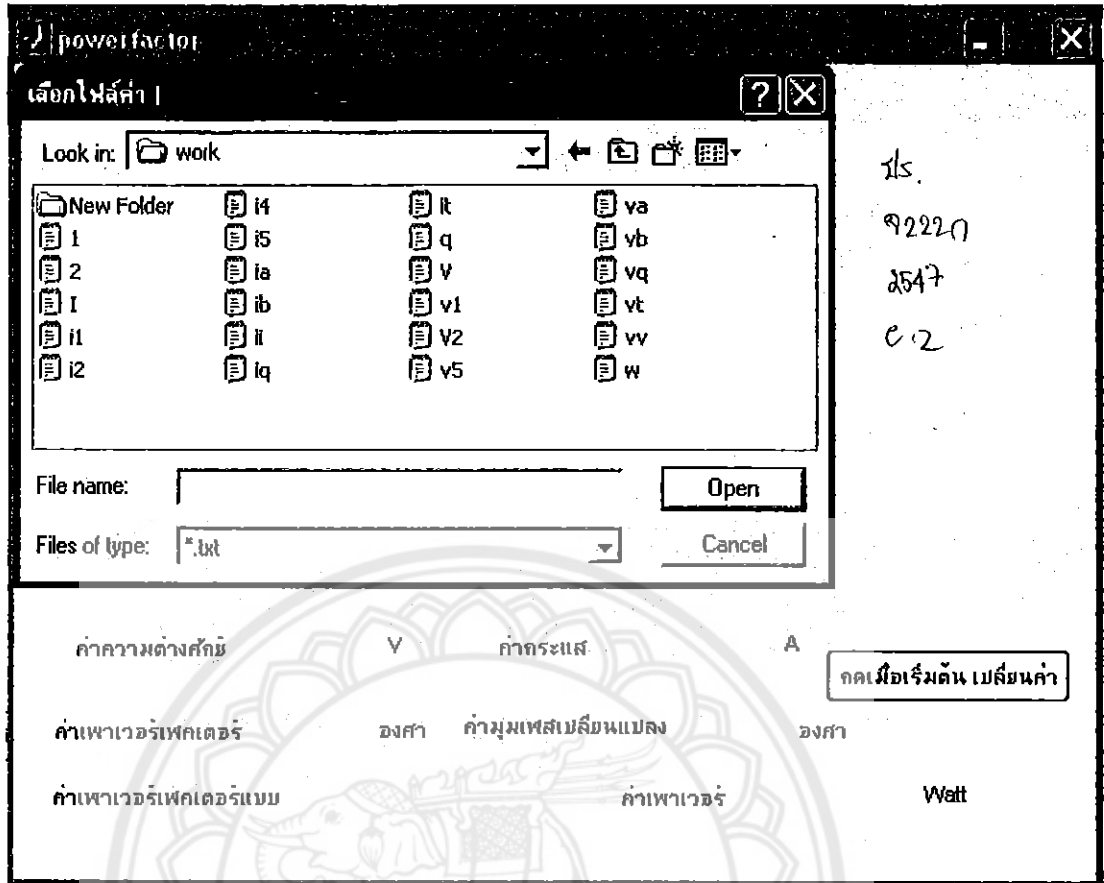 powerfactor
เลือกไฟล์ค่า I
Look in: work
New Folder i4 it va
1 i5 q vb
2 ia V vq
I ib v1 vt
i1 ii V2 vv
i2 iq v5 w
File name: Open
Files of type: *.txt Cancel
ปร.
2547
ค่าความต่างศักย์ V ค่ากระแส A
กดเมื่อเริ่มต้น เปลี่ยนค่า
ค่าเพาเวอร์เฟคเตอร์ องศา ค่ามุมเฟสเปลี่ยนแปลง องศา
ค่าเพาเวอร์เฟคเตอร์แบบ ค่าเพาเวอร์ Watt